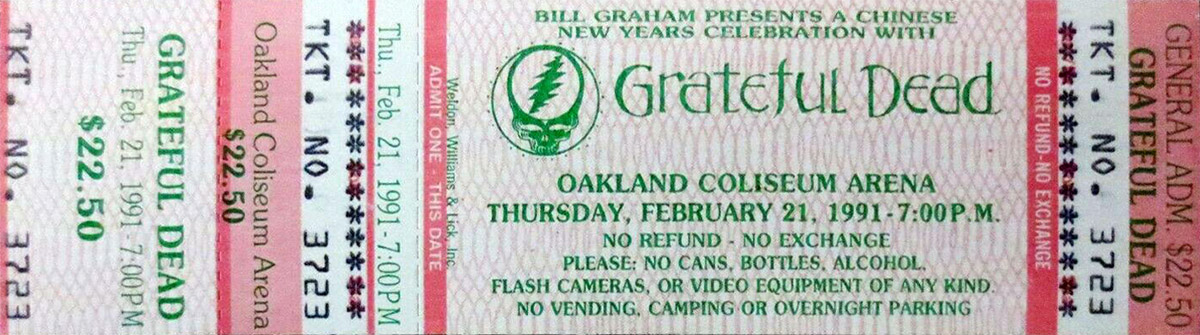 TKT. NO. 3723
$22.50
Thu., Feb 21, 1991-7:00PM
GRATEFUL DEAD
$22.50
Oakland Coliseum Arena
TKT. NO. 3723
********************
Thu., Feb 21, 1991-7:00PM
ADMIT ONE - THIS DATE
Weldon, Williams & Lick, Inc.
BILL GRAHAM PRESENTS A CHINESE
NEW YEARS CELEBRATION WITH
Grateful Dead
OAKLAND COLISEUM ARENA
THURSDAY, FEBRUARY 21, 1991-7:00 P.M.
NO REFUND - NO EXCHANGE
PLEASE: NO CANS, BOTTLES, ALCOHOL,
FLASH CAMERAS, OR VIDEO EQUIPMENT OF ANY KIND.
NO VENDING, CAMPING OR OVERNIGHT PARKING
NO REFUND-NO EXCHANGE
********************
TKT. NO. 3723
GRATEFUL DEAD
GENERAL ADM. $22.50